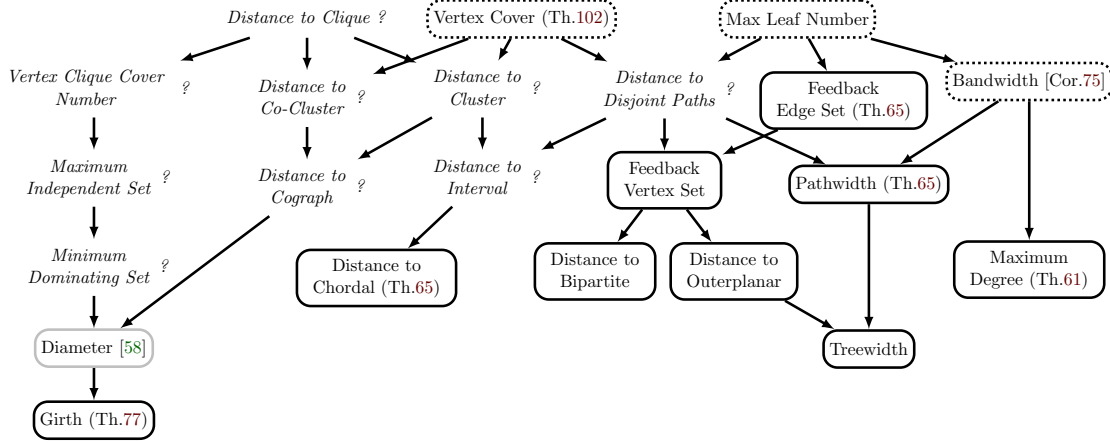 Distance to Clique ?
Vertex Cover (Th.102)
Max Leaf Number
Vertex Clique Cover
Number
?
Distance to
Co-Cluster
?
Distance to
Cluster
?
Distance to
Disjoint Paths
?
Feedback
Edge Set (Th.65)
Bandwidth [Cor.75]
Maximum
Independent Set
?
Distance to
Cograph
?
Distance to
Interval
?
Feedback
Vertex Set
Pathwidth (Th.65)
Minimum
Dominating Set
?
Distance to
Chordal (Th.65)
Distance to
Bipartite
Distance to
Outerplanar
Maximum
Degree (Th.61)
Diameter [58]
Treewidth
Girth (Th.77)